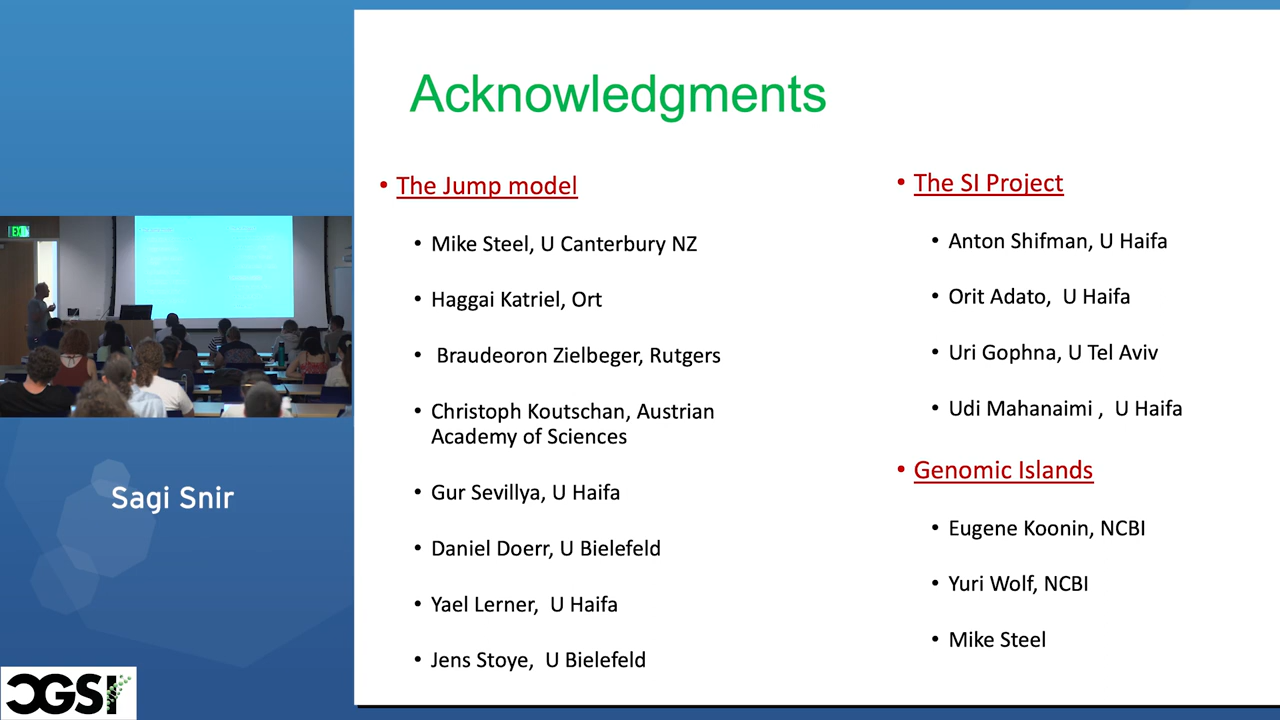 Acknowledgments
• The Jump model
• Mike Steel, U Canterbury NZ
• Haggai Katriel, Ort
• Braudeoron Zielbeger, Rutgers
• Christoph Koutschan, Austrian
Academy of Sciences
• Gur Sevillya, U Haifa
• Daniel Doerr, U Bielefeld
• Yael Lerner, U Haifa
• Jens Stoye, U Bielefeld
• The SI Project
• Anton Shifman, U Haifa
• Orit Adato, U Haifa
• Uri Gophna, U Tel Aviv
• Udi Mahanaimi , U Haifa
• Genomic Islands
• Eugene Koonin, NCBI
• Yuri Wolf, NCBI
• Mike Steel
Sagi Snir
CGSI